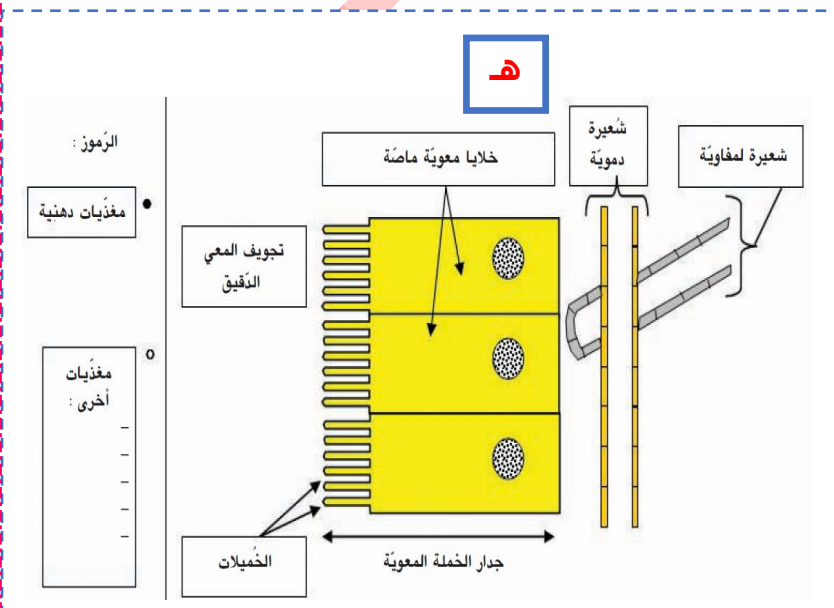 هـ
شُعيرة
دمويّة
شعيرة لمفاويّة
خلايا معويّة ماصّة
الرّموز :
مغذّيات دهنية
تجويف المعي
الدّقيق
مغذّيات
أخرى :
–
–
–
–
–
الخُميلات
جدار الخملة المعويّة